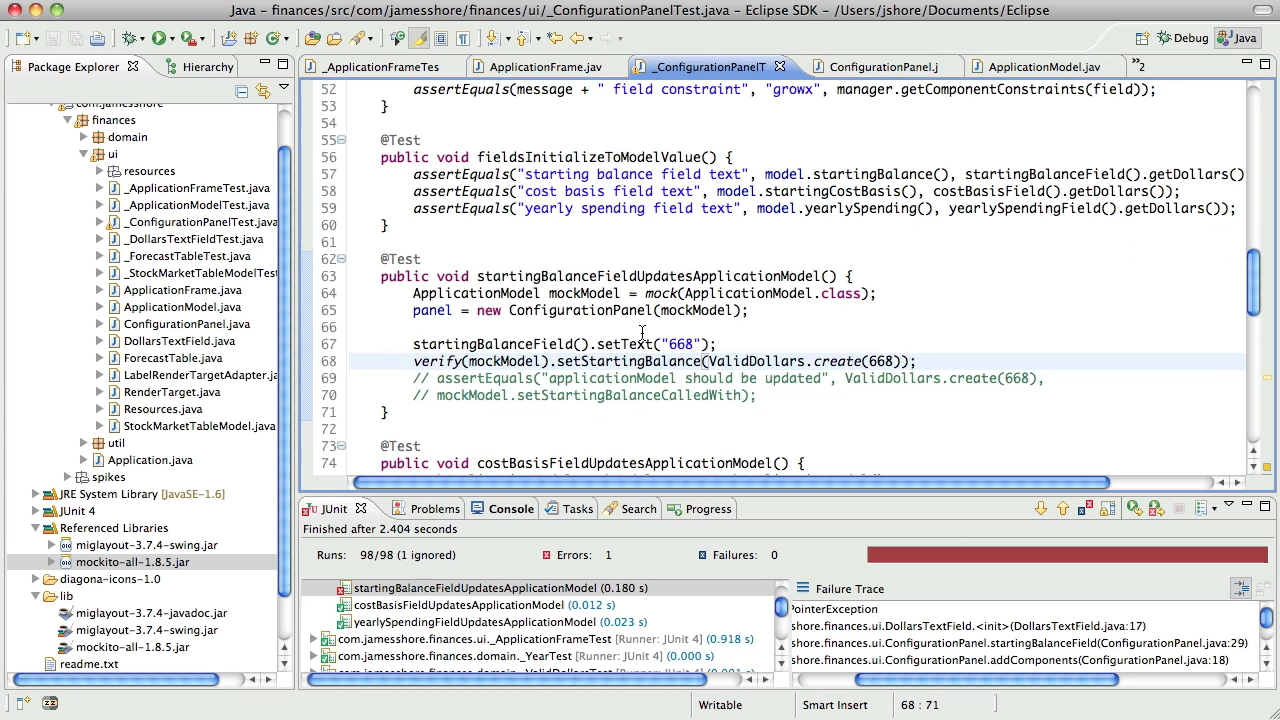 Java – finances/src/com/jamesshore/finances/ui/_ConfigurationPanelTest.java – Eclipse SDK – /Users/jshore/Documents/Eclipse
Debug
Java
Package Explorer
Hierarchy
_ApplicationFrameTes
ApplicationFrame.jav
_ConfigurationPanelT
ConfigurationPanel.j
ApplicationModel.jav
»2
com.jamesshore
finances
domain
ui
resources
_ApplicationFrameTest.java
_ApplicationModelTest.java
_ConfigurationPanelTest.java
_DollarsTextFieldTest.java
_ForecastTableTest.java
_StockMarketTableModelTest
ApplicationFrame.java
ApplicationModel.java
ConfigurationPanel.java
DollarsTextField.java
ForecastTable.java
LabelRenderTargetAdapter.ja
RenderTarget.java
Resources.java
StockMarketTableModel.java
util
Application.java
spikes
JRE System Library [JavaSE-1.6]
JUnit 4
Referenced Libraries
miglayout-3.7.4-swing.jar
mockito-all-1.8.5.jar
diagona-icons-1.0
lib
miglayout-3.7.4-javadoc.jar
miglayout-3.7.4-swing.jar
mockito-all-1.8.5.jar
readme.txt
52 assertEquals(message + " field constraint", "growx", manager.getComponentConstraints(field));
53 }
54
55 @Test
56 public void fieldsInitializeToModelValue() {
57 assertEquals("starting balance field text", model.startingBalance(), startingBalanceField().getDollars()
58 assertEquals("cost basis field text", model.startingCostBasis(), costBasisField().getDollars());
59 assertEquals("yearly spending field text", model.yearlySpending(), yearlySpendingField().getDollars());
60 }
61
62 @Test
63 public void startingBalanceFieldUpdatesApplicationModel() {
64 ApplicationModel mockModel = mock(ApplicationModel.class);
65 panel = new ConfigurationPanel(mockModel);
66
67 startingBalanceField().setText("668");
68 verify(mockModel).setStartingBalance(ValidDollars.create(668));
69 // assertEquals("applicationModel should be updated", ValidDollars.create(668),
70 // mockModel.setStartingBalanceCalledWith);
71 }
72
73 @Test
74 public void costBasisFieldUpdatesApplicationModel() {
JUnit
Problems
Console
Tasks
Search
Progress
Finished after 2.404 seconds
Runs: 98/98 (1 ignored)
Errors: 1
Failures: 0
startingBalanceFieldUpdatesApplicationModel (0.180 s)
costBasisFieldUpdatesApplicationModel (0.012 s)
yearlySpendingFieldUpdatesApplicationModel (0.023 s)
com.jamesshore.finances.ui._ApplicationFrameTest [Runner: JUnit 4] (0.918 s)
com.jamesshore.finances.domain._YearTest [Runner: JUnit 4] (0.000 s)
Failure Trace
PointerException
shore.finances.ui.DollarsTextField.<init>(DollarsTextField.java:17)
shore.finances.ui.ConfigurationPanel.startingBalanceField(ConfigurationPanel.java:29)
shore.finances.ui.ConfigurationPanel.addComponents(ConfigurationPanel.java:18)
Writable
Smart Insert
68 : 71